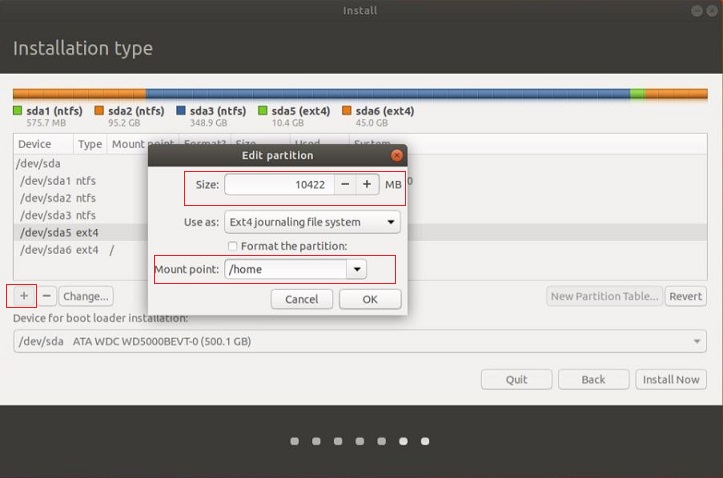 Install
Installation type
sda1 (ntfs) sda2 (ntfs) sda3 (ntfs) sda5 (ext4) sda6 (ext4)
575.7 MB 95.2 GB 348.9 GB 10.4 GB 45.0 GB
Device Type Mount point Format? Size Used System
/dev/sda
/dev/sda1 ntfs
/dev/sda2 ntfs
/dev/sda3 ntfs
/dev/sda5 ext4
/dev/sda6 ext4 /
Edit partition
Size: 10422 − + MB
Use as: Ext4 journaling file system
Format the partition:
Mount point: /home
Cancel OK
+ − Change... New Partition Table... Revert
Device for boot loader installation:
/dev/sda ATA WDC WD5000BEVT-0 (500.1 GB)
Quit Back Install Now